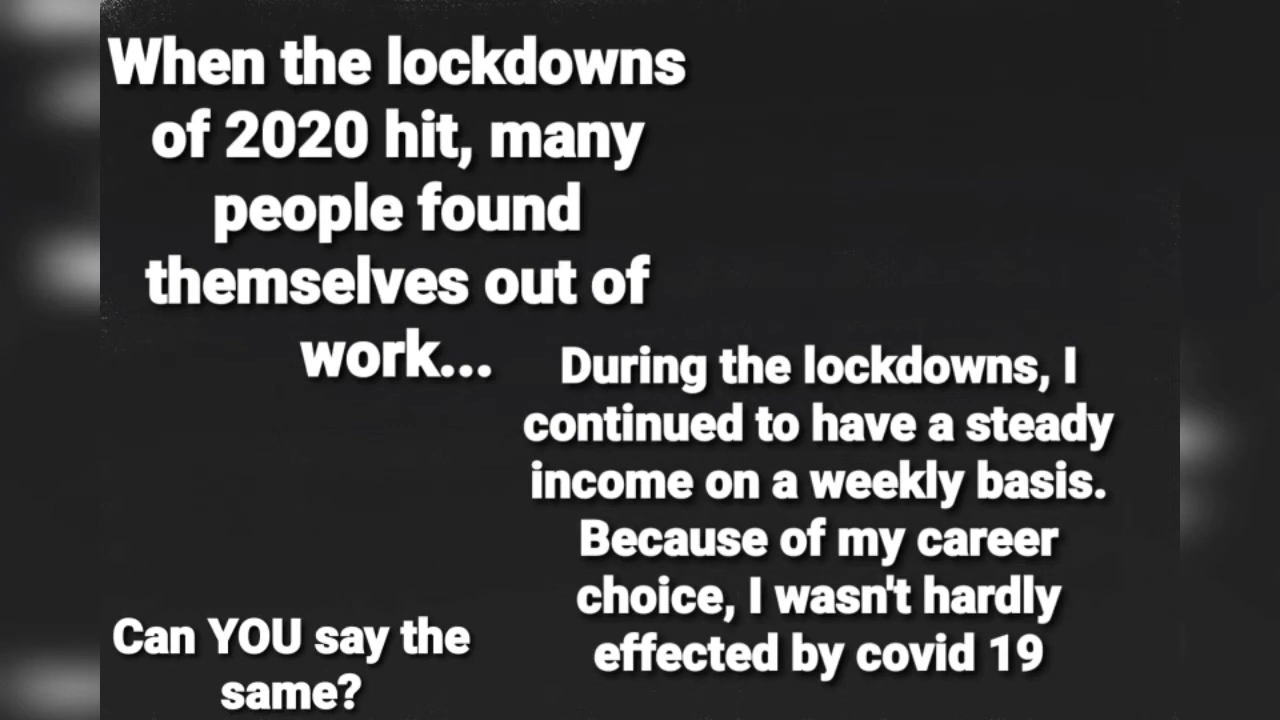 When the lockdowns
of 2020 hit, many
people found
themselves out of
work...
During the lockdowns, I
continued to have a steady
income on a weekly basis.
Because of my career
choice, I wasn't hardly
effected by covid 19
Can YOU say the
same?